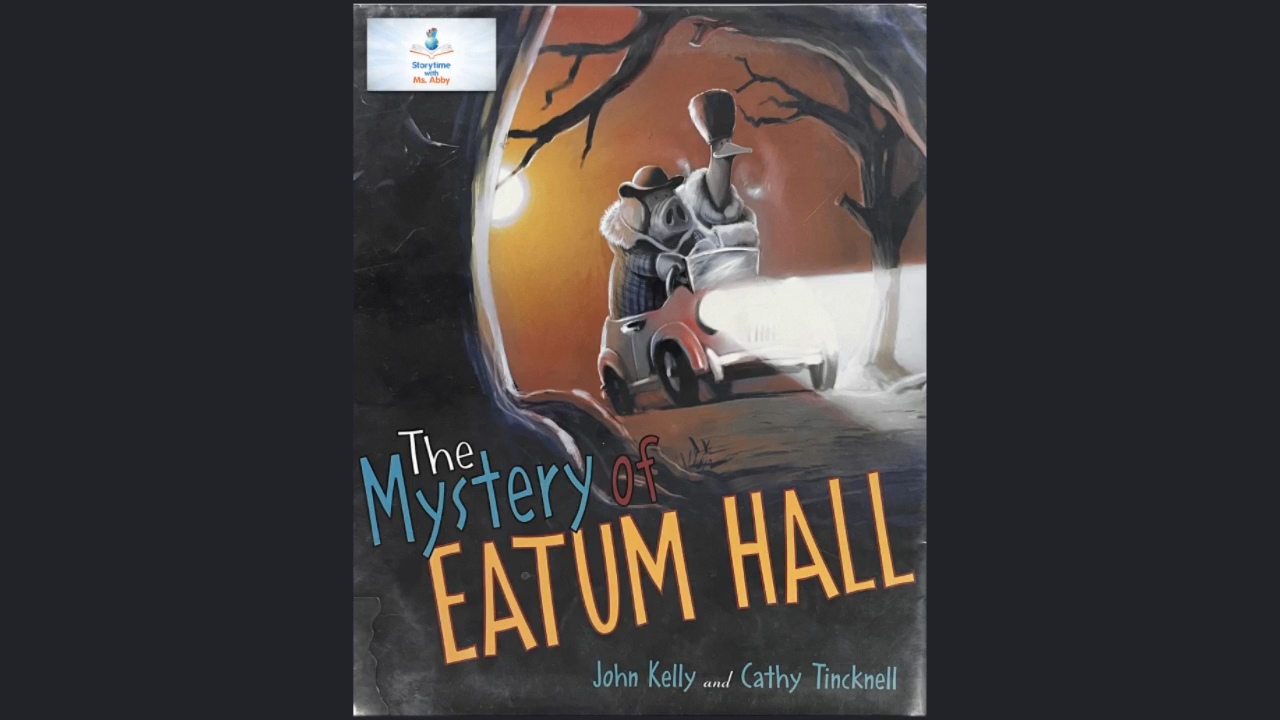 Storytime
with
Ms. Abby
The
Mystery of
EATUM HALL
John Kelly and Cathy Tincknell